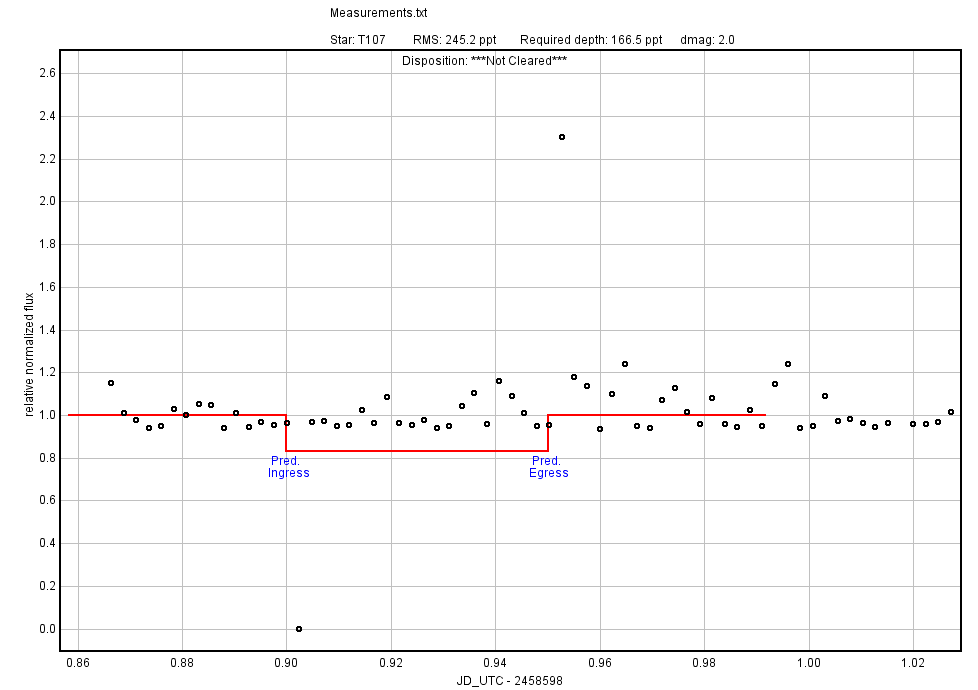 Measurements.txt
Star: T107 RMS: 245.2 ppt Required depth: 166.5 ppt dmag: 2.0
Disposition: ***Not Cleared***
2.6
2.4
2.2
2.0
1.8
1.6
1.4
1.2
1.0
0.8
0.6
0.4
0.2
0.0
relative normalized flux
Pred.
Ingress
Pred.
Egress
0.86 0.88 0.90 0.92 0.94 0.96 0.98 1.00 1.02
JD_UTC - 2458598